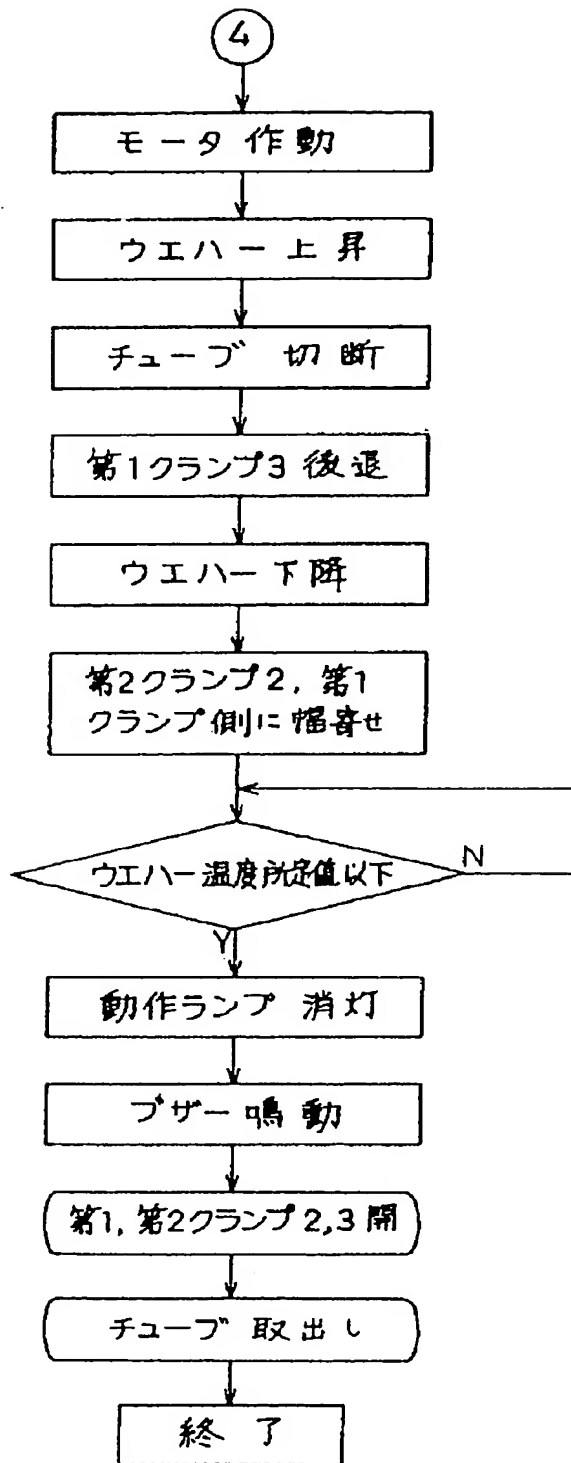 4
モータ 作動
ウエハー 上昇
チューブ 切断
第1クランプ3 後退
ウエハー 下降
第2クランプ2, 第1
クランプ側に幅寄せ
ウエハー温度所定値以下
N
Y
動作ランプ 消灯
ブザー鳴動
第1, 第2クランプ2,3 開
チューブ 取出し
終了